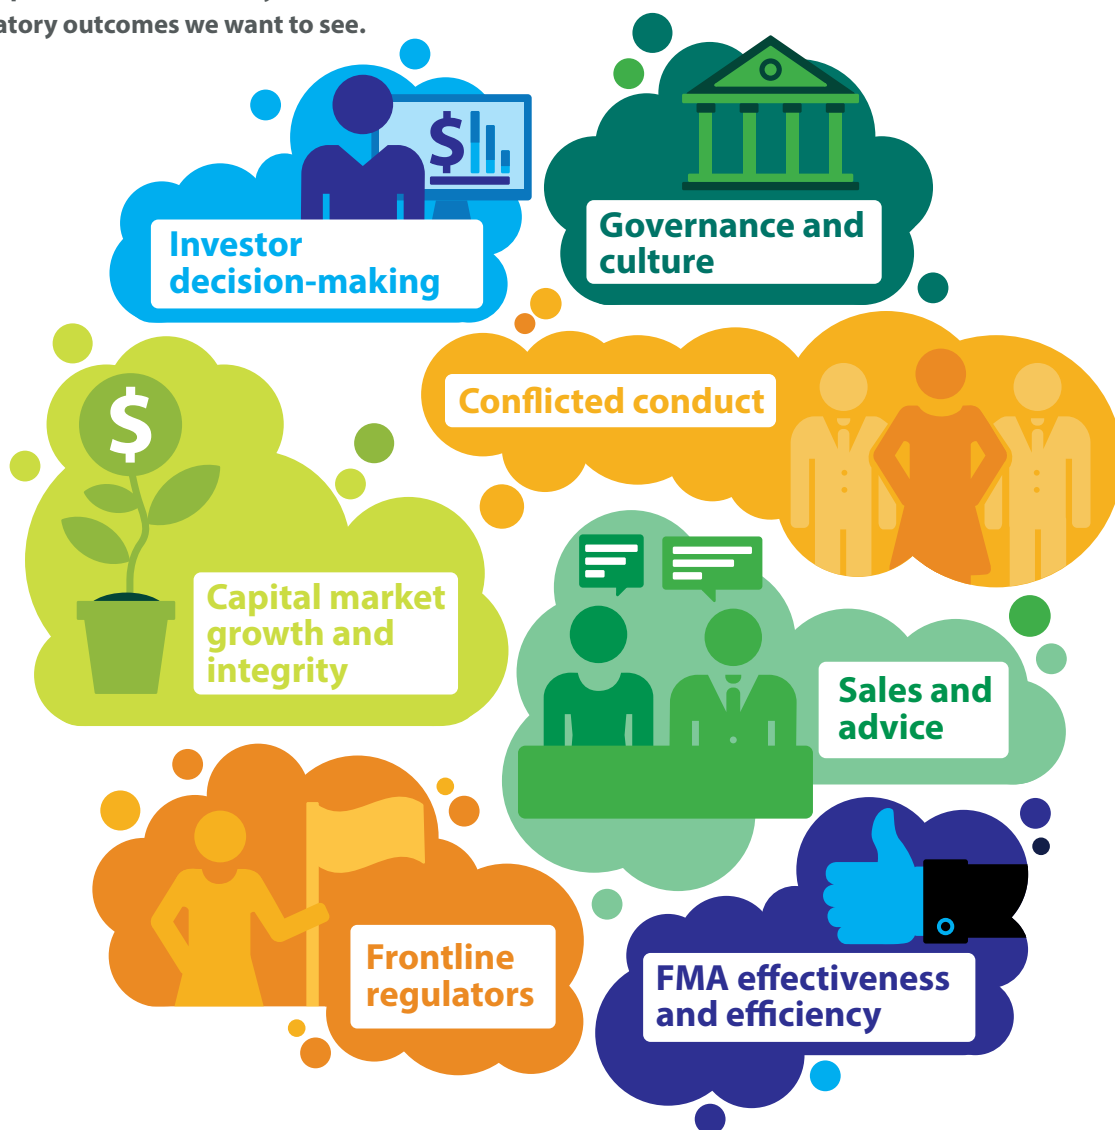 outcomes we want to see.
Investor
decision-making
$
Governance and
culture
Conflicted conduct
$
Capital market
growth and
integrity
Sales and
advice
Frontline
regulators
FMA effectiveness
and efficiency